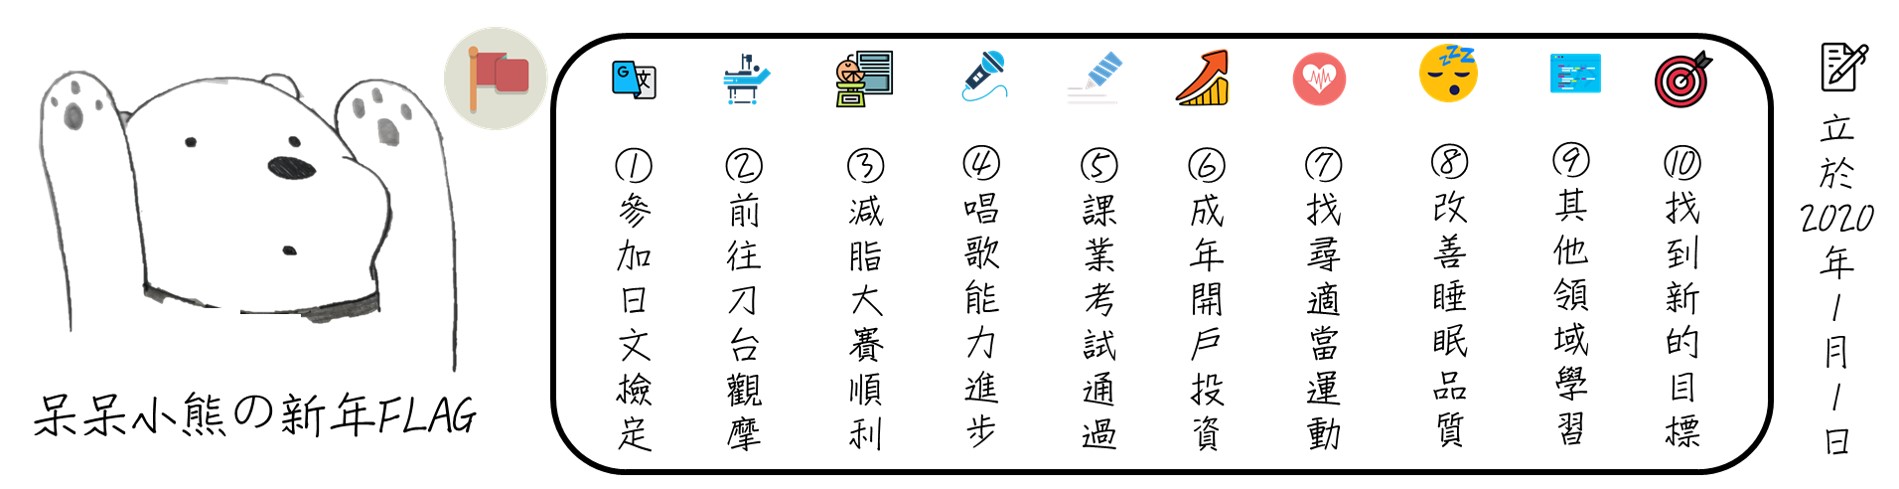 呆呆小熊の新年FLAG
①參加日文檢定
②前往刀台觀摩
③減脂大賽順利
④唱歌能力進步
⑤課業考試通過
⑥成年開戶投資
⑦找尋適當運動
⑧改善睡眠品質
⑨其他領域學習
⑩找到新的目標
立於2020年1月1日
G
文
zzz